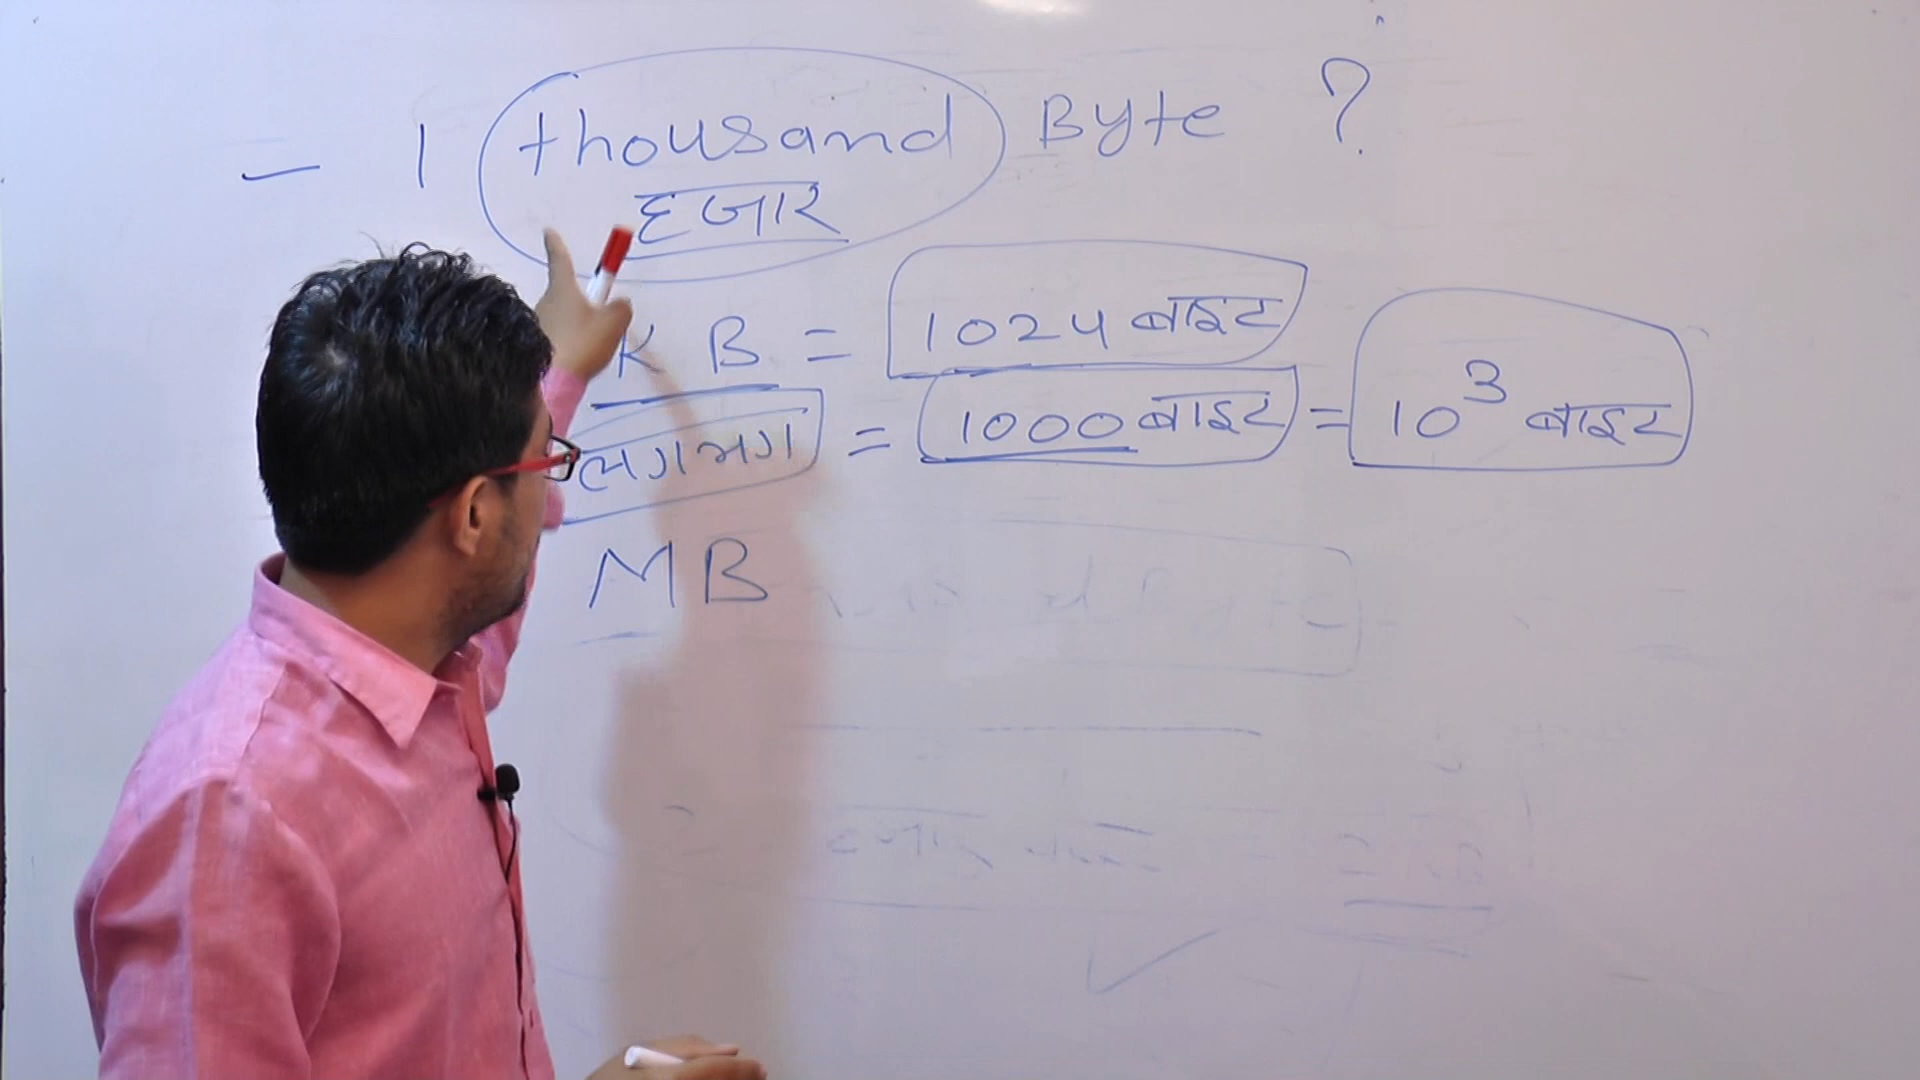 - 1 thousand Byte ?
हजार
KB = 1024 बाइट
लगभग = 1000 बाइट = 10³ बाइट
MB